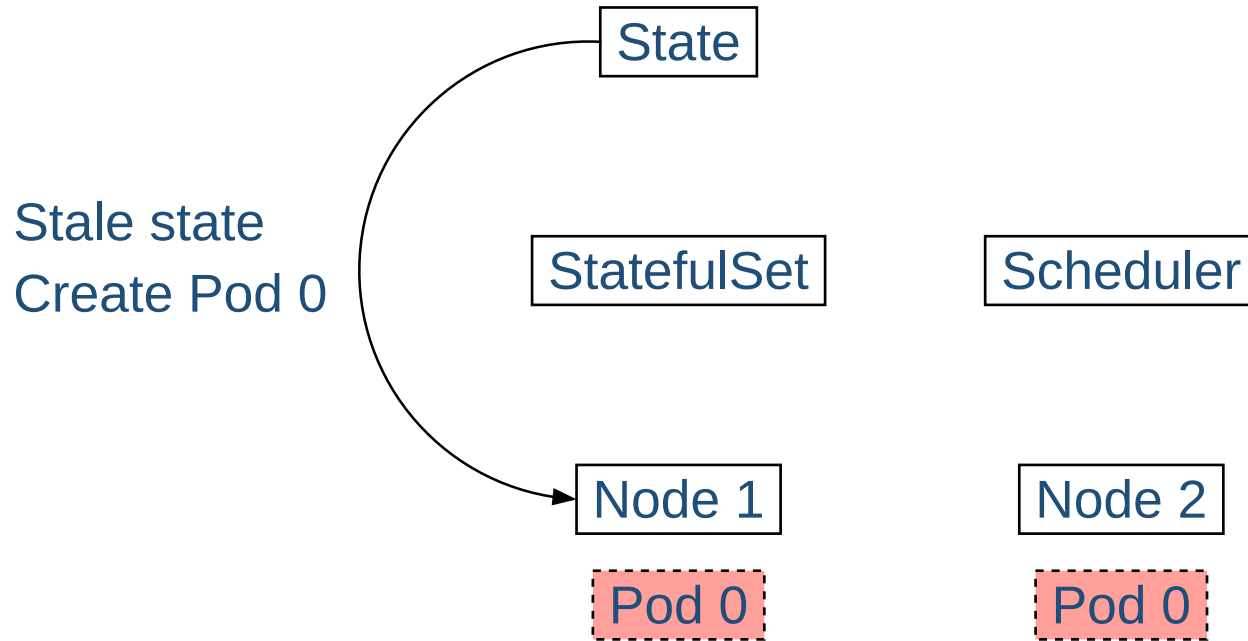 State
Stale state
Create Pod 0
StatefulSet
Scheduler
Node 1
Node 2
Pod 0
Pod 0